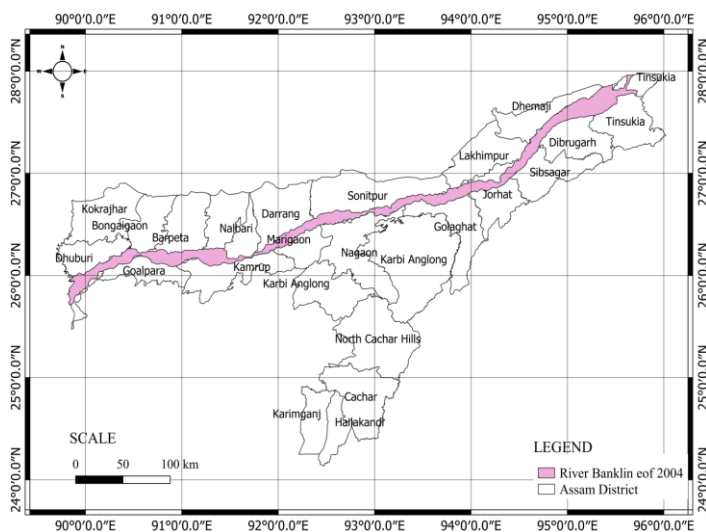 90°0'0.0"E 91°0'0.0"E 92°0'0.0"E 93°0'0.0"E 94°0'0.0"E 95°0'0.0"E 96°0'0.0"E
N
W E
S
28°0'0.0"N 28°0'0.0"N
Tinsukia
Dhemaji
Tinsukia
Dibrugarh
Lakhimpur
Sibsagar
27°0'0.0"N 27°0'0.0"N
Sonitpur
Jorhat
Kokrajhar
Darrang
Bongaigaon
Nalbari
Golaghat
Barpeta
Marigaon
Nagaon
Dhuburi
Karbi Anglong
Goalpara
Kamrup
26°0'0.0"N 26°0'0.0"N
Karbi Anglong
North Cachar Hills
25°0'0.0"N 25°0'0.0"N
Cachar
Karimganj
Hailakandi
SCALE
0 50 100 km
LEGEND
River Banklin eof 2004
Assam District
24°0'0.0"N 24°0'0.0"N
90°0'0.0"E 91°0'0.0"E 92°0'0.0"E 93°0'0.0"E 94°0'0.0"E 95°0'0.0"E 96°0'0.0"E